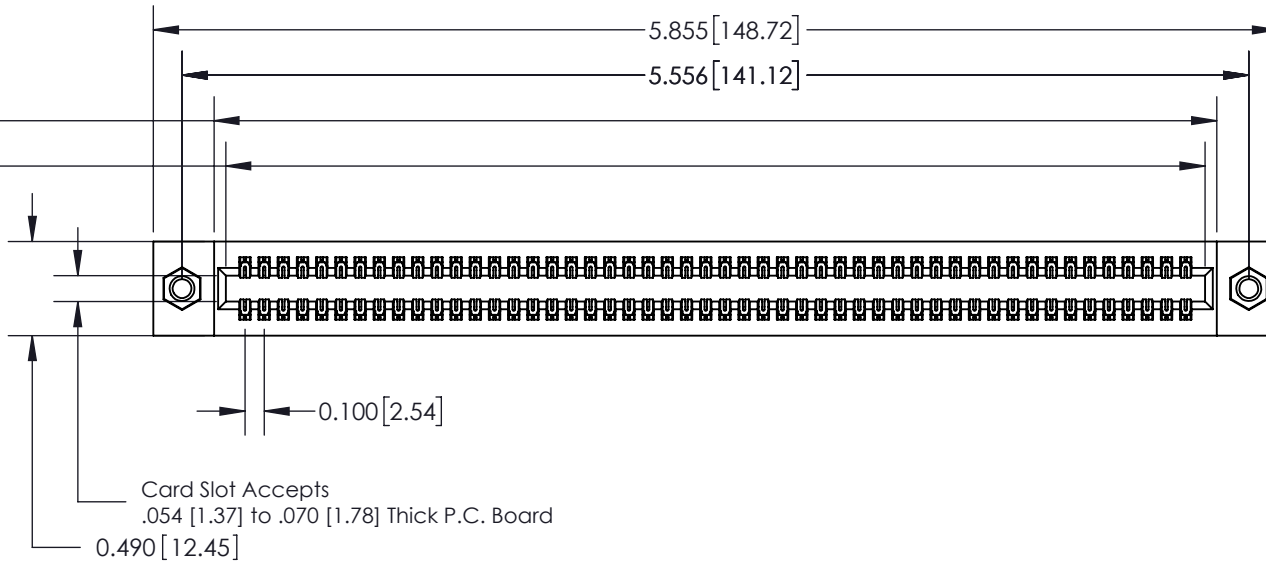 5.855[148.72]
5.556[141.12]
0.100[2.54]
Card Slot Accepts
.054 [1.37] to .070 [1.78] Thick P.C. Board
0.490[12.45]